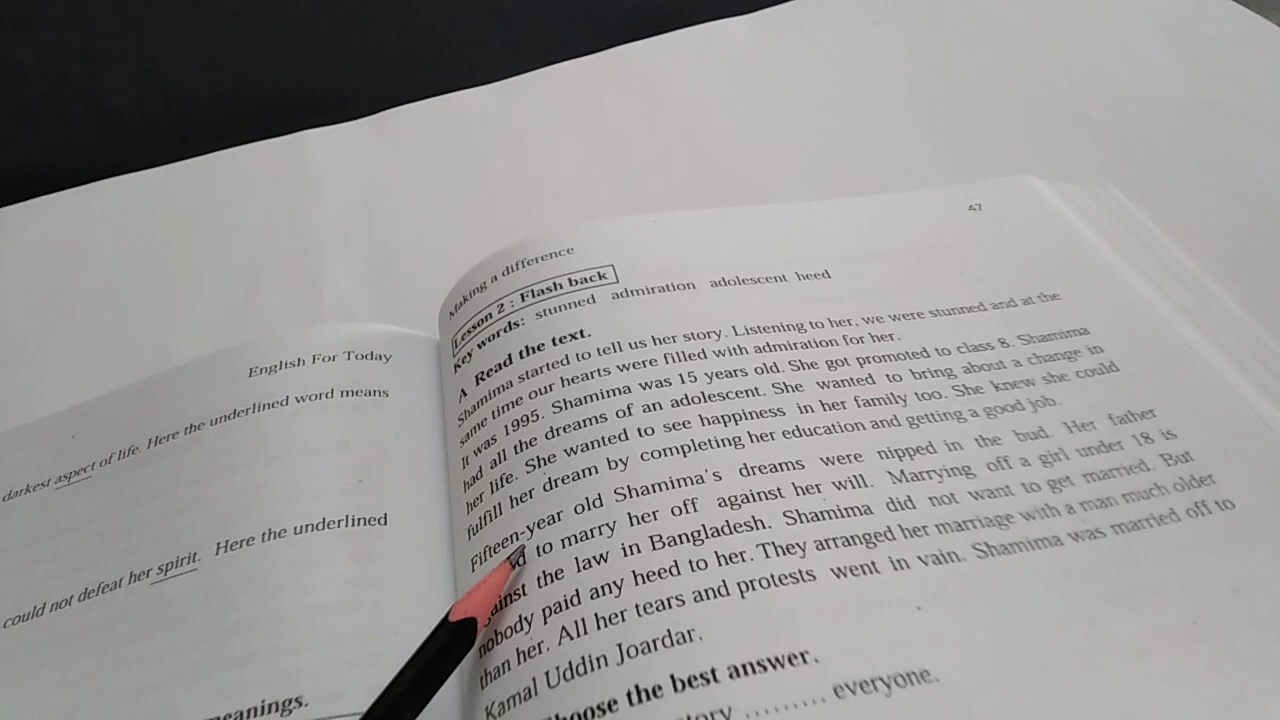 English For Today
darkest aspect of life. Here the underlined word means
could not defeat her spirit. Here the underlined
Making a difference
47
Lesson 2 : Flash back
Key words: stunned admiration adolescent heed
A Read the text.
Shamima started to tell us her story. Listening to her, we were stunned and at the
same time our hearts were filled with admiration for her.
It was 1995. Shamima was 15 years old. She got promoted to class 8. Shamima
had all the dreams of an adolescent. She wanted to bring about a change in
her life. She wanted to see happiness in her family too. She knew she could
fulfill her dream by completing her education and getting a good job.
Fifteen-year old Shamima's dreams were nipped in the bud. Her father
to marry her off against her will. Marrying off a girl under 18 is
the law in Bangladesh. Shamima did not want to get married. But
nobody paid any heed to her. They arranged her marriage with a man much older
than her. All her tears and protests went in vain. Shamima was married off to
Kamal Uddin Joardar.
the best answer.
......... everyone.